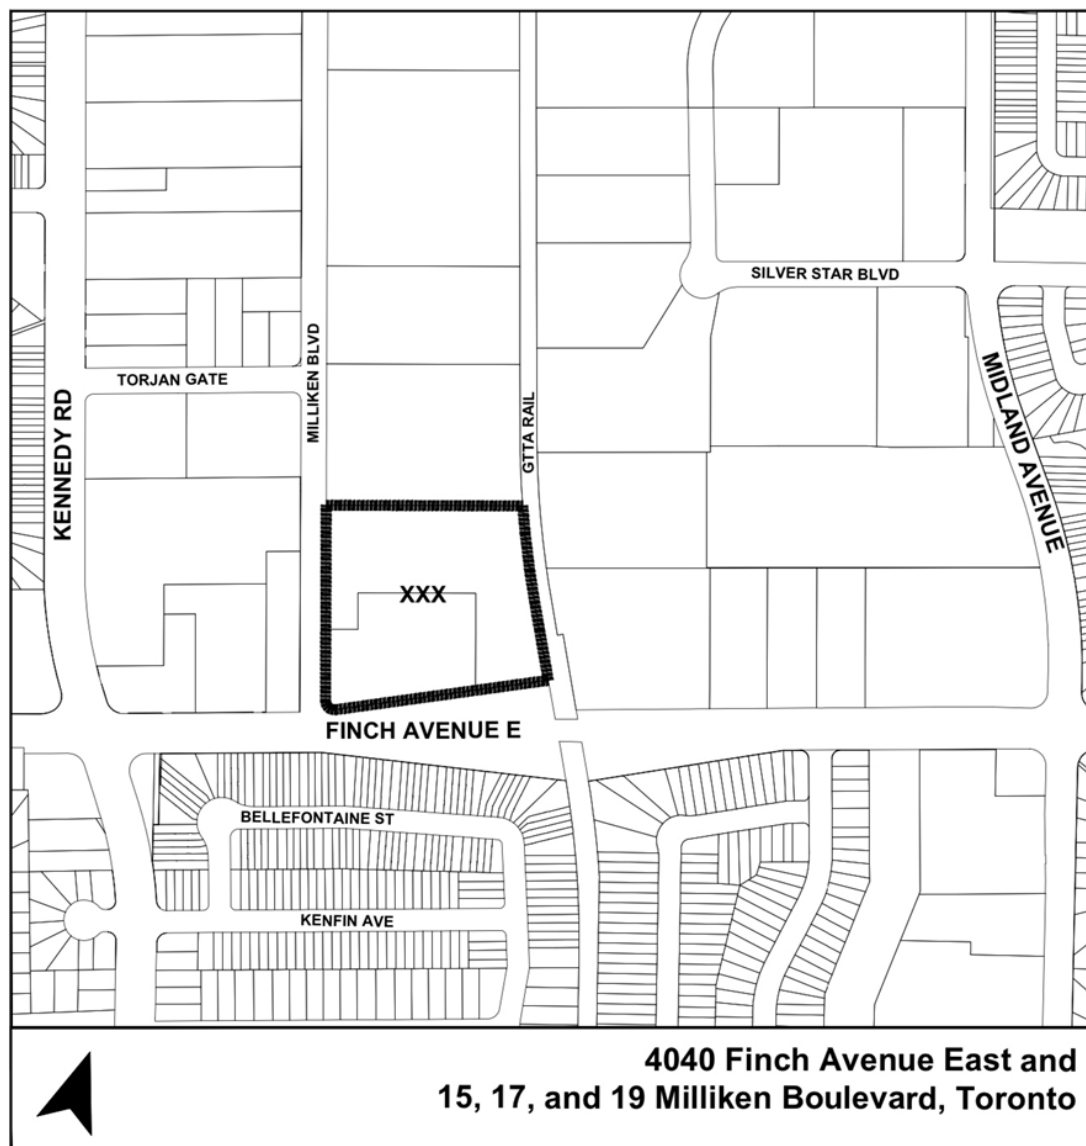 SILVER STAR BLVD
MILLIKEN BLVD
TORJAN GATE
KENNEDY RD
GTTA RAIL
MIDLAND AVENUE
XXX
FINCH AVENUE E
BELLEFONTAINE ST
KENFIN AVE
4040 Finch Avenue East and
15, 17, and 19 Milliken Boulevard, Toronto